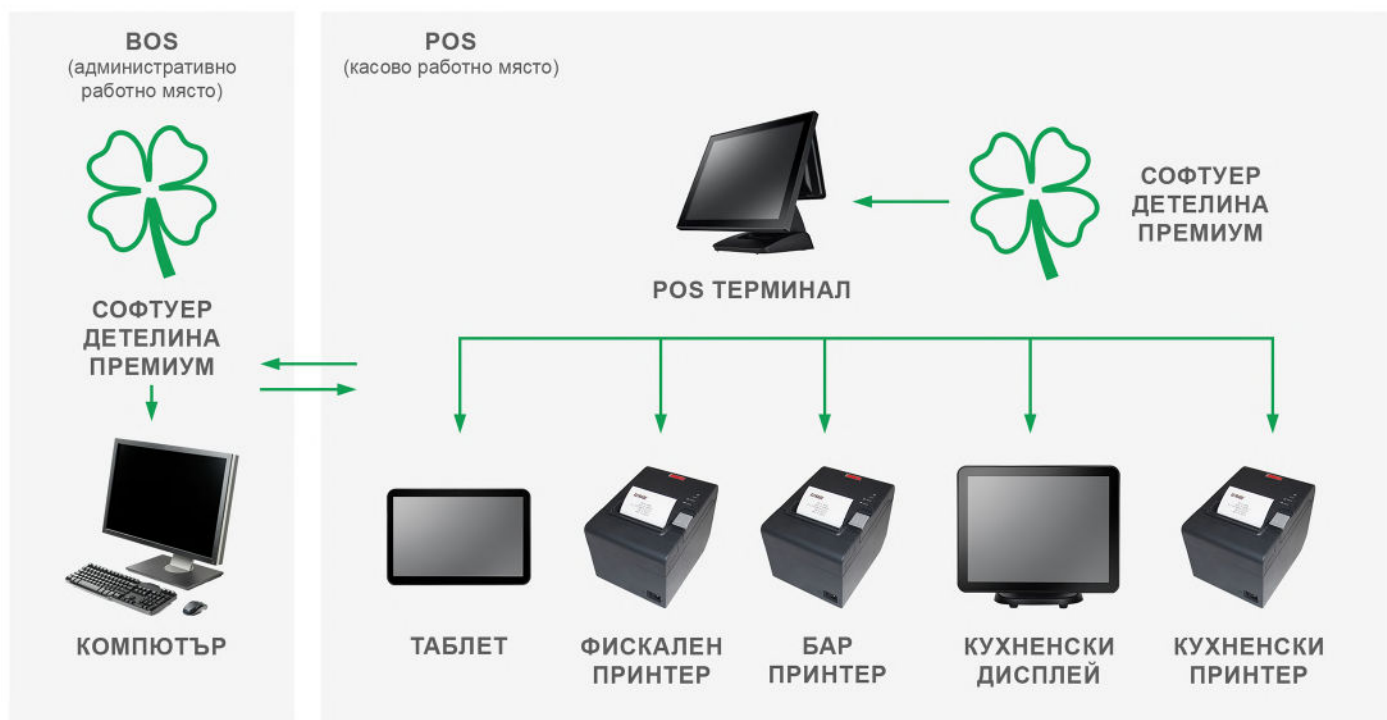 BOS
(административно
работно място)
СОФТУЕР
ДЕТЕЛИНА
ПРЕМИУМ
КОМПЮТЪР
POS
(касово работно място)
СОФТУЕР
ДЕТЕЛИНА
ПРЕМИУМ
POS ТЕРМИНАЛ
ТАБЛЕТ
ФИСКАЛЕН
ПРИНТЕР
БАР
ПРИНТЕР
КУХНЕНСКИ
ДИСПЛЕЙ
КУХНЕНСКИ
ПРИНТЕР